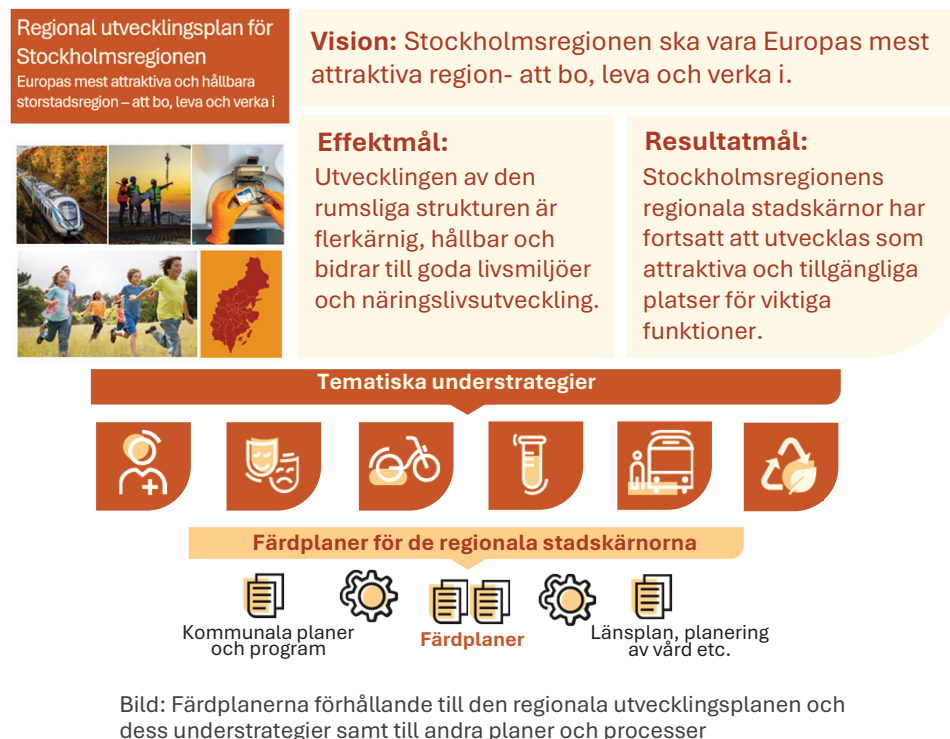 Regional utvecklingsplan för
Stockholmsregionen
Europas mest attraktiva och hållbara
storstadsregion – att bo, leva och verka i
Vision: Stockholmsregionen ska vara Europas mest
attraktiva region- att bo, leva och verka i.
Effektmål:
Utvecklingen av den
rumsliga strukturen är
flerkärnig, hållbar och
bidrar till goda livsmiljöer
och näringslivsutveckling.
Resultatmål:
Stockholmsregionens
regionala stadskärnor har
fortsatt att utvecklas som
attraktiva och tillgängliga
platser för viktiga
funktioner.
Tematiska understrategier
Färdplaner för de regionala stadskärnorna
Kommunala planer
och program
Färdplaner
Länsplan, planering
av vård etc.
Bild: Färdplanerna förhållande till den regionala utvecklingsplanen och
dess understrategier samt till andra planer och processer